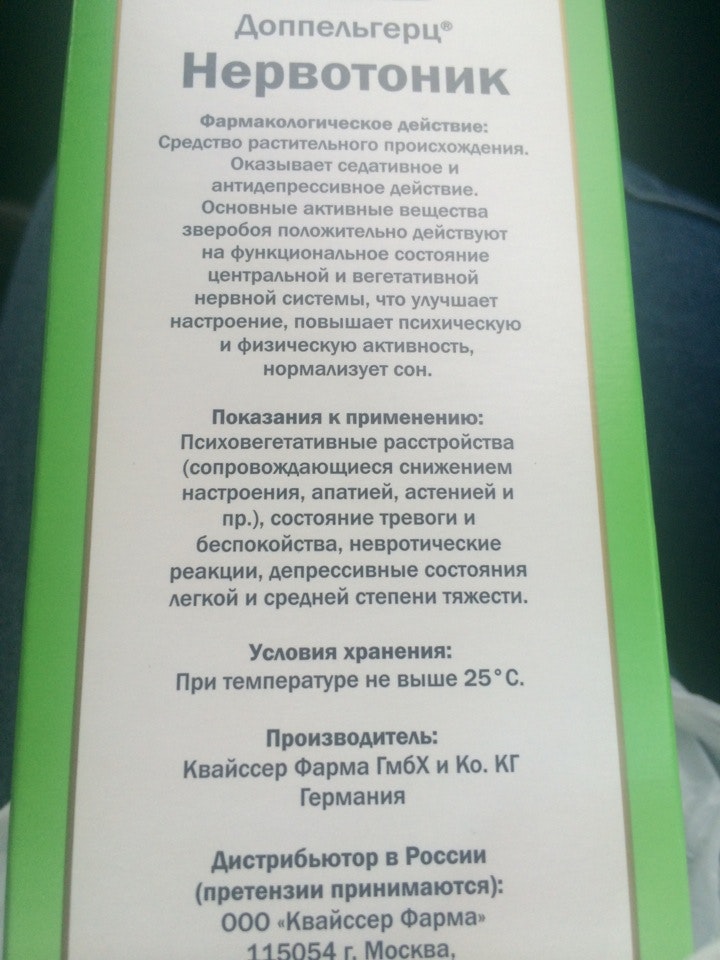 Доппельгерц®
Нервотоник
Фармакологическое действие:
Средство растительного происхождения.
Оказывает седативное и
антидепрессивное действие.
Основные активные вещества
зверобоя положительно действуют
на функциональное состояние
центральной и вегетативной
нервной системы, что улучшает
настроение, повышает психическую
и физическую активность,
нормализует сон.
Показания к применению:
Психовегетативные расстройства
(сопровождающиеся снижением
настроения, апатией, астенией и
пр.), состояние тревоги и
беспокойства, невротические
реакции, депрессивные состояния
легкой и средней степени тяжести.
Условия хранения:
При температуре не выше 25°С.
Производитель:
Квайссер Фарма ГмбХ и Ко. КГ
Германия
Дистрибьютор в России
(претензии принимаются):
ООО «Квайссер Фарма»
115054 г. Москва,